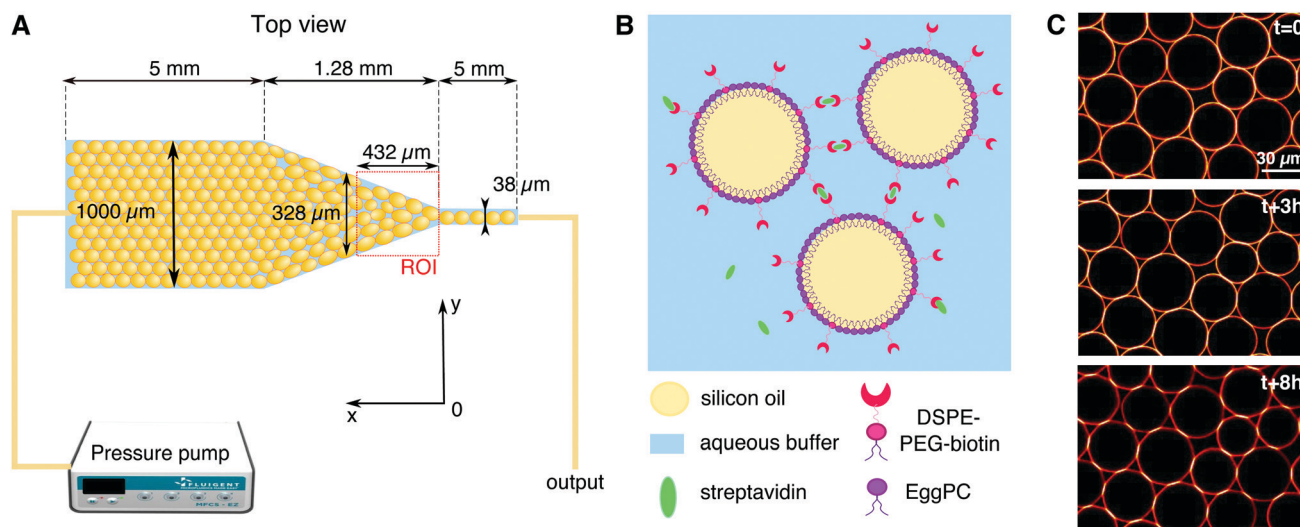 A
Top view
5 mm
1.28 mm
5 mm
432 µm
38 µm
1000 µm
328 µm
ROI
y
x
0
Pressure pump
FLUIGENT
MFCS - EZ
output
B
silicon oil
aqueous buffer
streptavidin
DSPE-
PEG-biotin
EggPC
C
t=0
30 µm
t+3h
t+8h